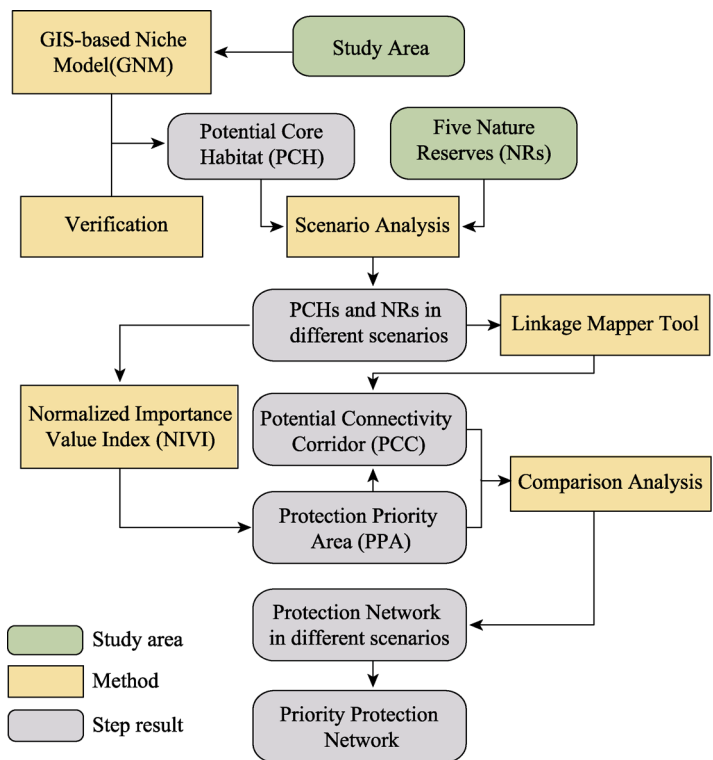 GIS-based Niche
Model(GNM)
Study Area
Potential Core
Habitat (PCH)
Five Nature
Reserves (NRs)
Verification
Scenario Analysis
PCHs and NRs in
different scenarios
Linkage Mapper Tool
Normalized Importance
Value Index (NIVI)
Potential Connectivity
Corridor (PCC)
Comparison Analysis
Protection Priority
Area (PPA)
Protection Network
in different scenarios
Priority Protection
Network
Study area
Method
Step result